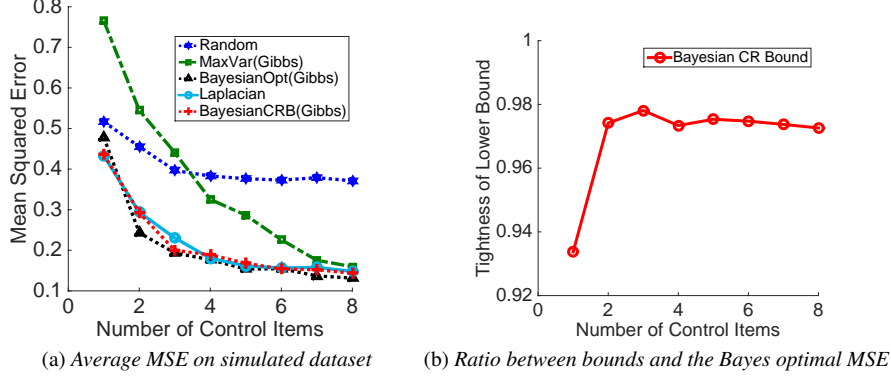 0.8
0.7
0.6
0.5
0.4
0.3
0.2
0.1
0 2 4 6 8
Mean Squared Error
Number of Control Items
Random
MaxVar(Gibbs)
BayesianOpt(Gibbs)
Laplacian
BayesianCRB(Gibbs)
(a) Average MSE on simulated dataset
1
0.98
0.96
0.94
0.92
0 2 4 6 8
Tightness of Lower Bound
Number of Control Items
Bayesian CR Bound
(b) Ratio between bounds and the Bayes optimal MSE